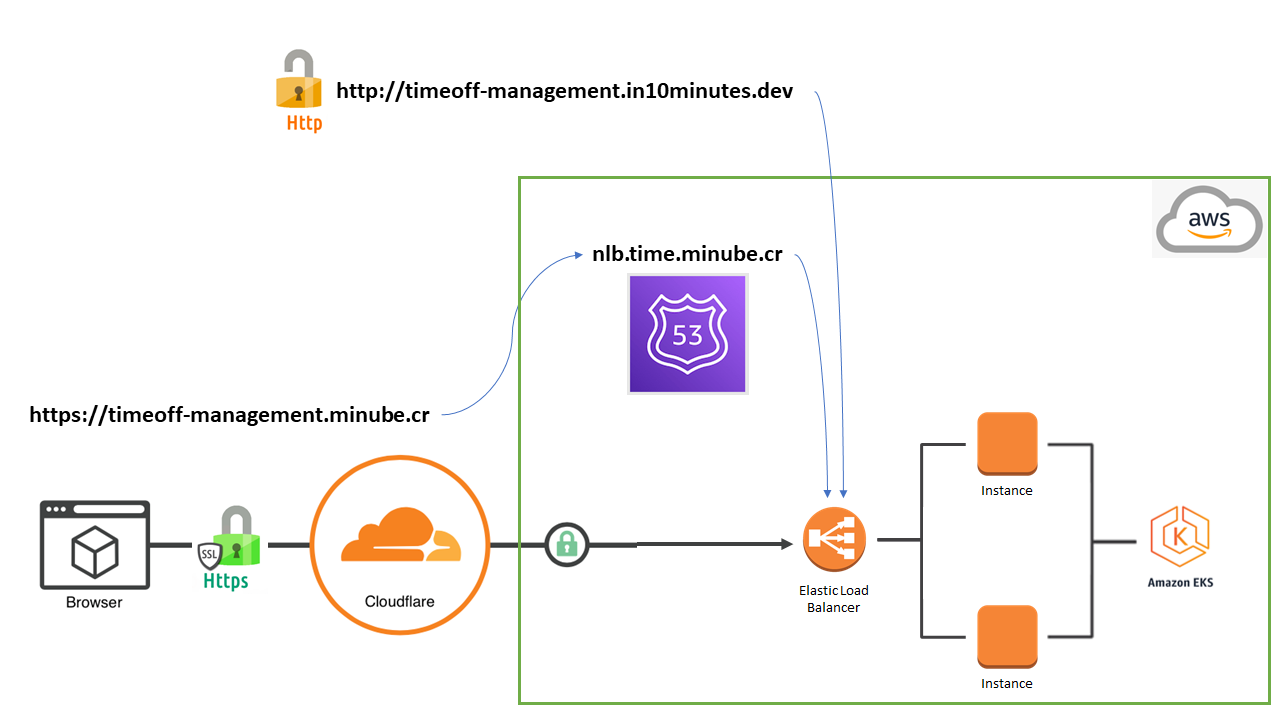 http://timeoff-management.in10minutes.dev
Http
aws
nlb.time.minube.cr
53
https://timeoff-management.minube.cr
Instance
SSL
Https
K
Browser
Cloudflare
Elastic Load
Balancer
Amazon EKS
Instance